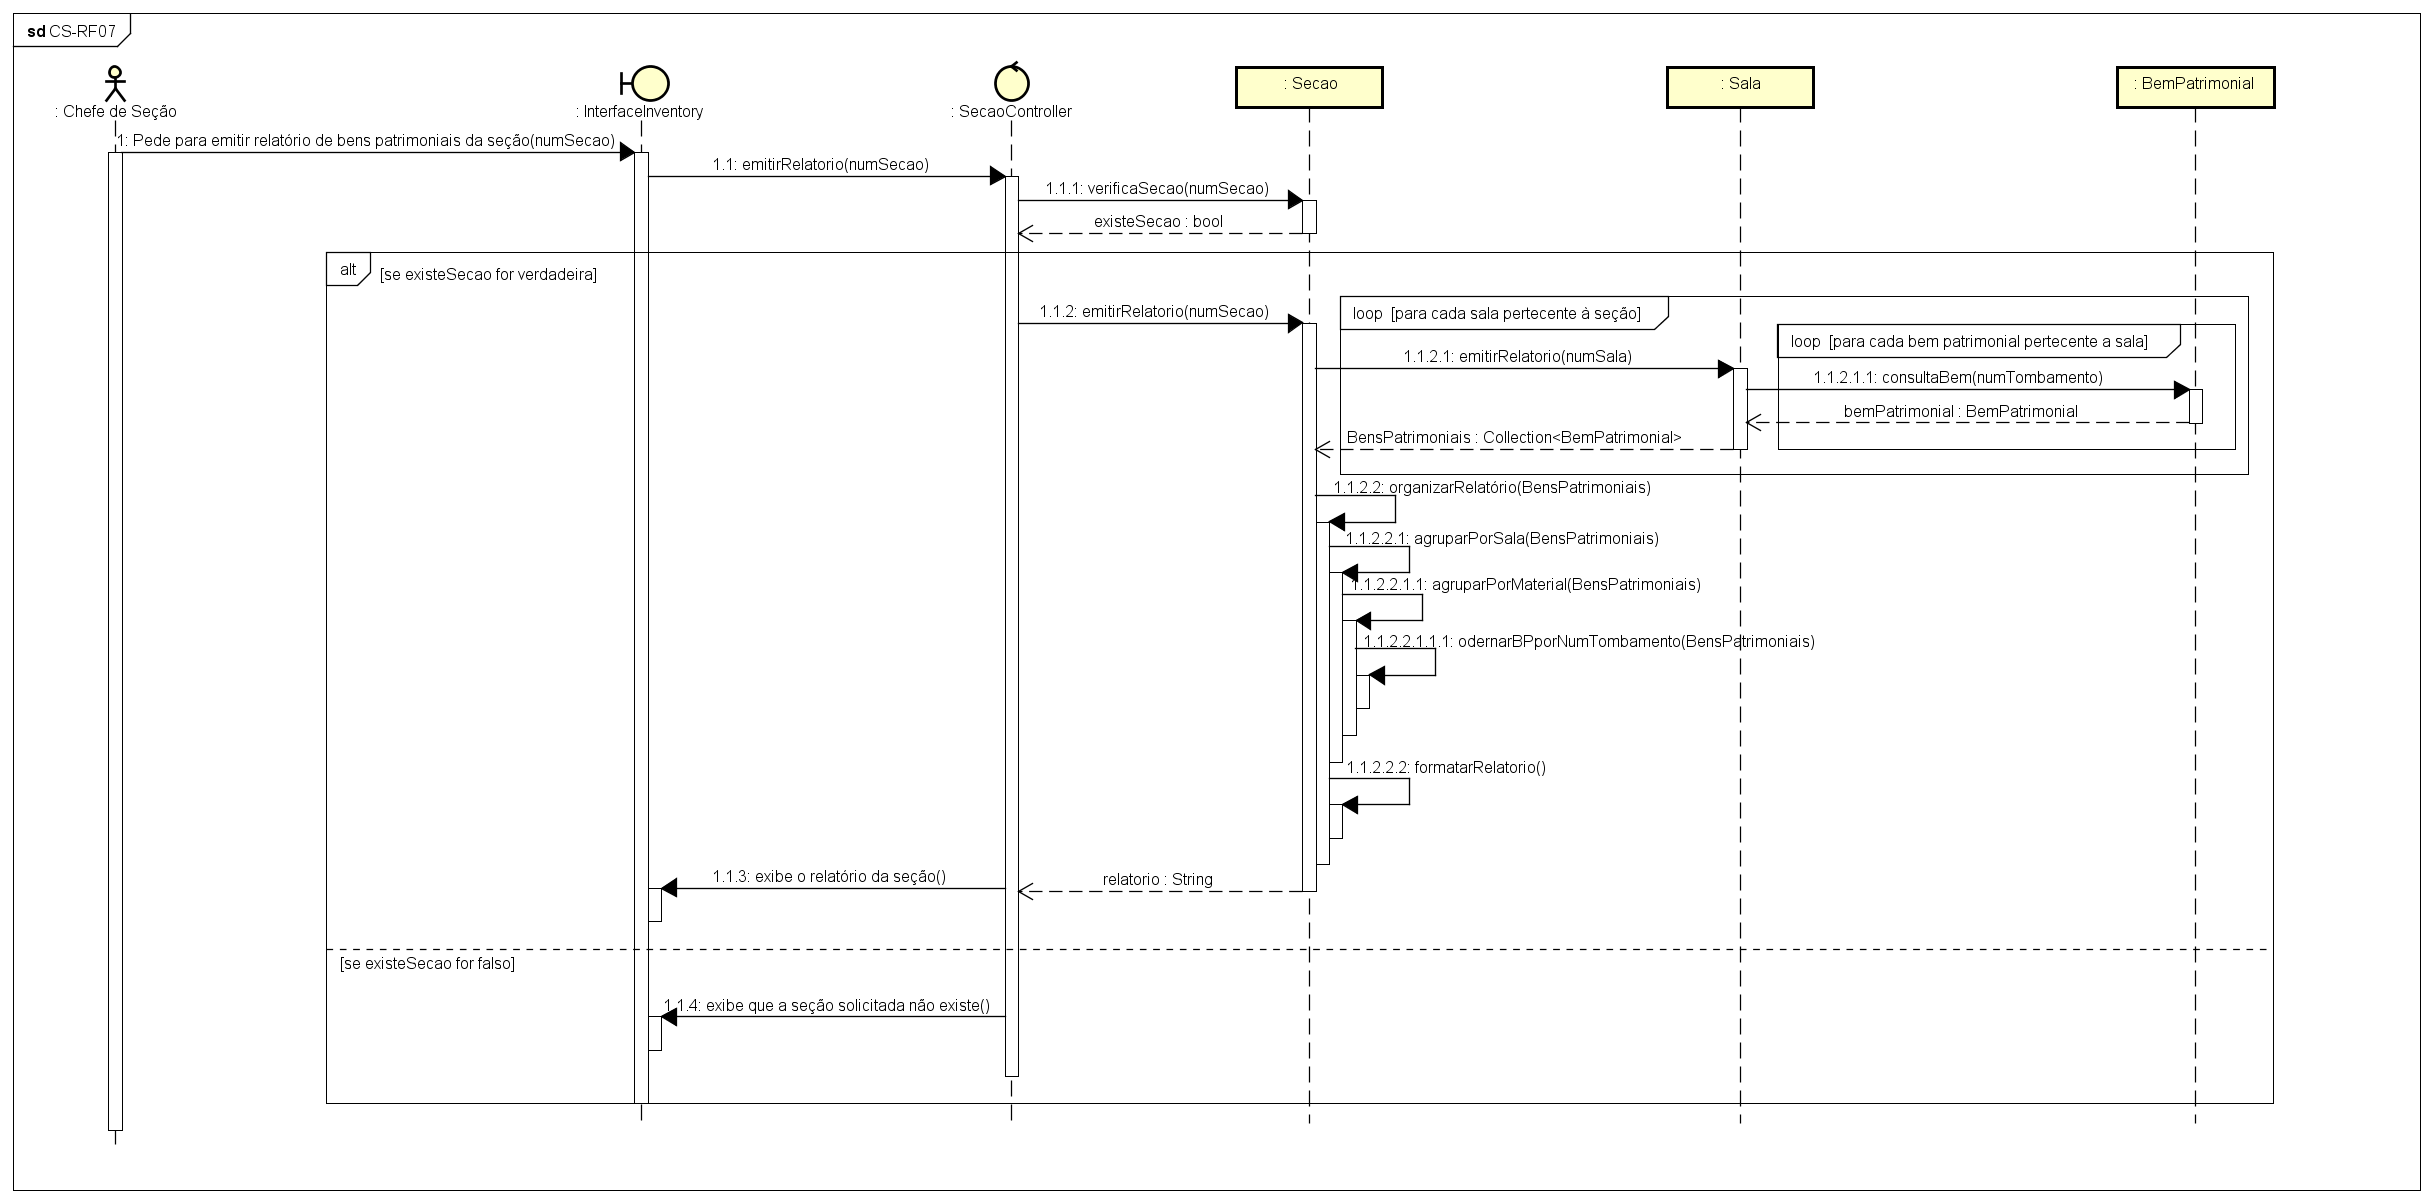 sd CS-RF07
: Chefe de Seção
: InterfaceInventory
: SecaoController
: Secao
: Sala
: BemPatrimonial
1: Pede para emitir relatório de bens patrimoniais da seção(numSecao)
1.1: emitirRelatorio(numSecao)
1.1.1: verificaSecao(numSecao)
existeSecao : bool
alt
[se existeSecao for verdadeira]
1.1.2: emitirRelatorio(numSecao)
loop [para cada sala pertecente à seção]
loop [para cada bem patrimonial pertecente a sala]
1.1.2.1: emitirRelatorio(numSala)
1.1.2.1.1: consultaBem(numTombamento)
bemPatrimonial : BemPatrimonial
BensPatrimoniais : Collection<BemPatrimonial>
1.1.2.2: organizarRelatório(BensPatrimoniais)
1.1.2.2.1: agruparPorSala(BensPatrimoniais)
1.1.2.2.1.1: agruparPorMaterial(BensPatrimoniais)
1.1.2.2.1.1.1: odernarBPporNumTombamento(BensPatrimoniais)
1.1.2.2.2: formatarRelatorio()
1.1.3: exibe o relatório da seção()
relatorio : String
[se existeSecao for falso]
1.1.4: exibe que a seção solicitada não existe()